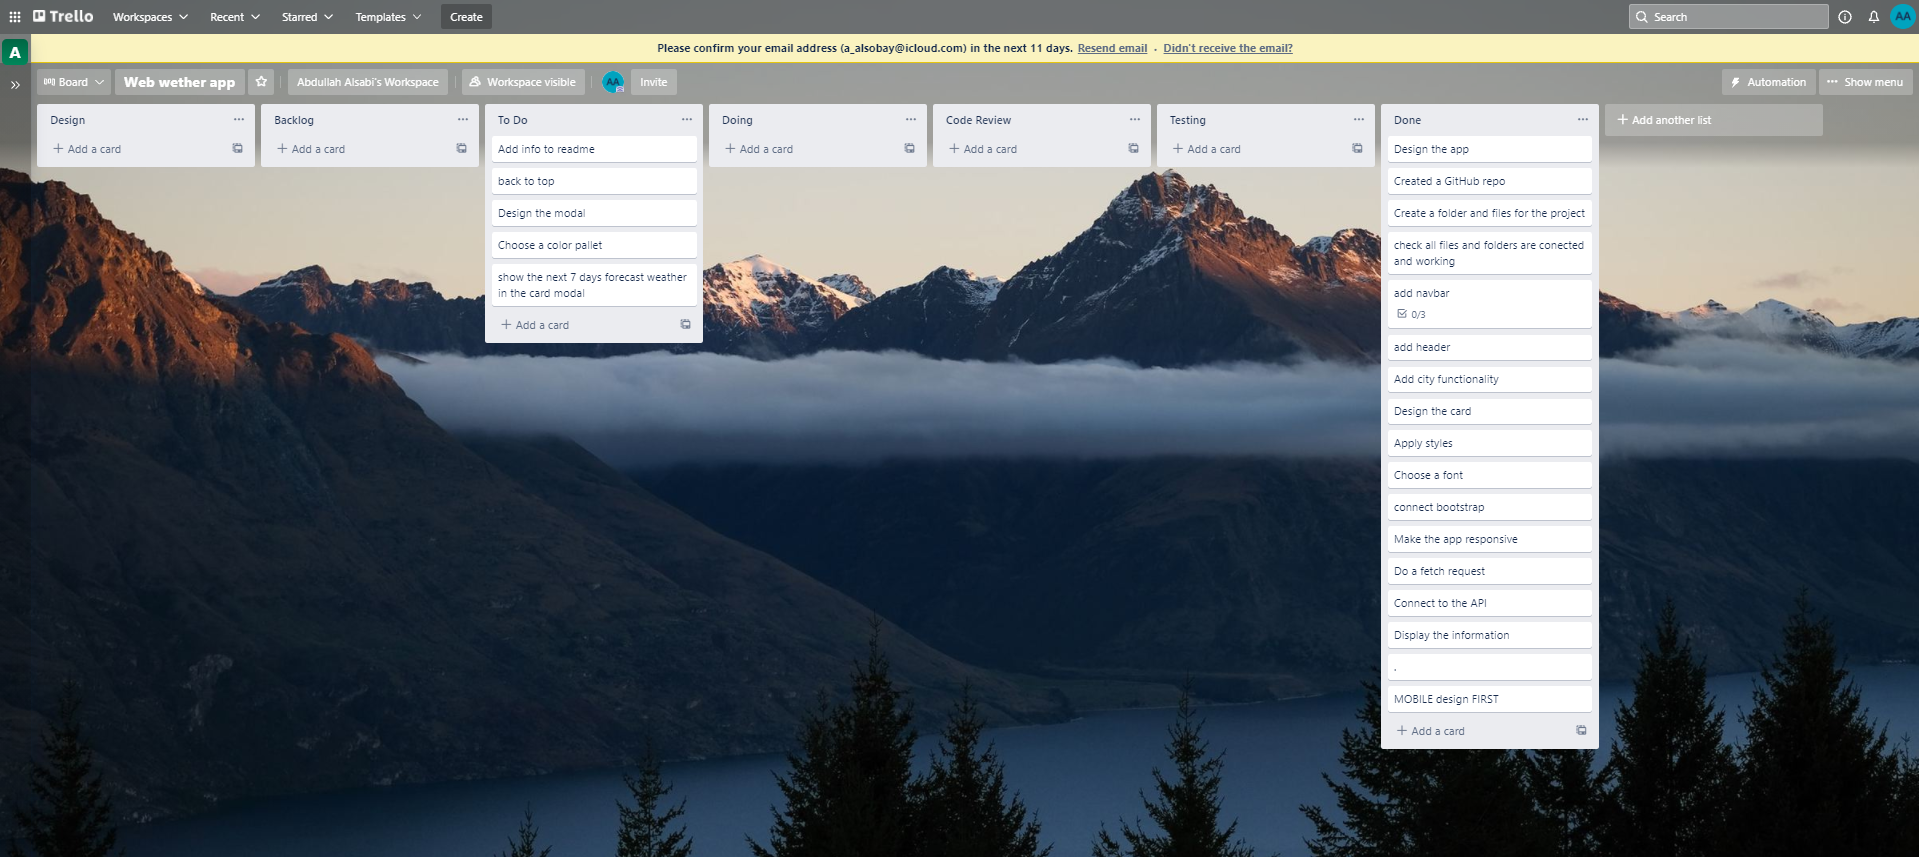 Trello Workspaces Recent Starred Templates Create Search AA
A Please confirm your email address (a_alsobay@icloud.com) in the next 11 days. Resend email · Didn't receive the email?
Board Web wether app Abdullah Alsabi's Workspace Workspace visible AA Invite Automation Show menu
Design
Add a card
Backlog
Add a card
To Do
Add info to readme
back to top
Design the modal
Choose a color pallet
show the next 7 days forecast weather
in the card modal
Add a card
Doing
Add a card
Code Review
Add a card
Testing
Add a card
Done
Design the app
Created a GitHub repo
Create a folder and files for the project
check all files and folders are conected
and working
add navbar
0/3
add header
Add city functionality
Design the card
Apply styles
Choose a font
connect bootstrap
Make the app responsive
Do a fetch request
Connect to the API
Display the information
.
MOBILE design FIRST
Add a card
Add another list